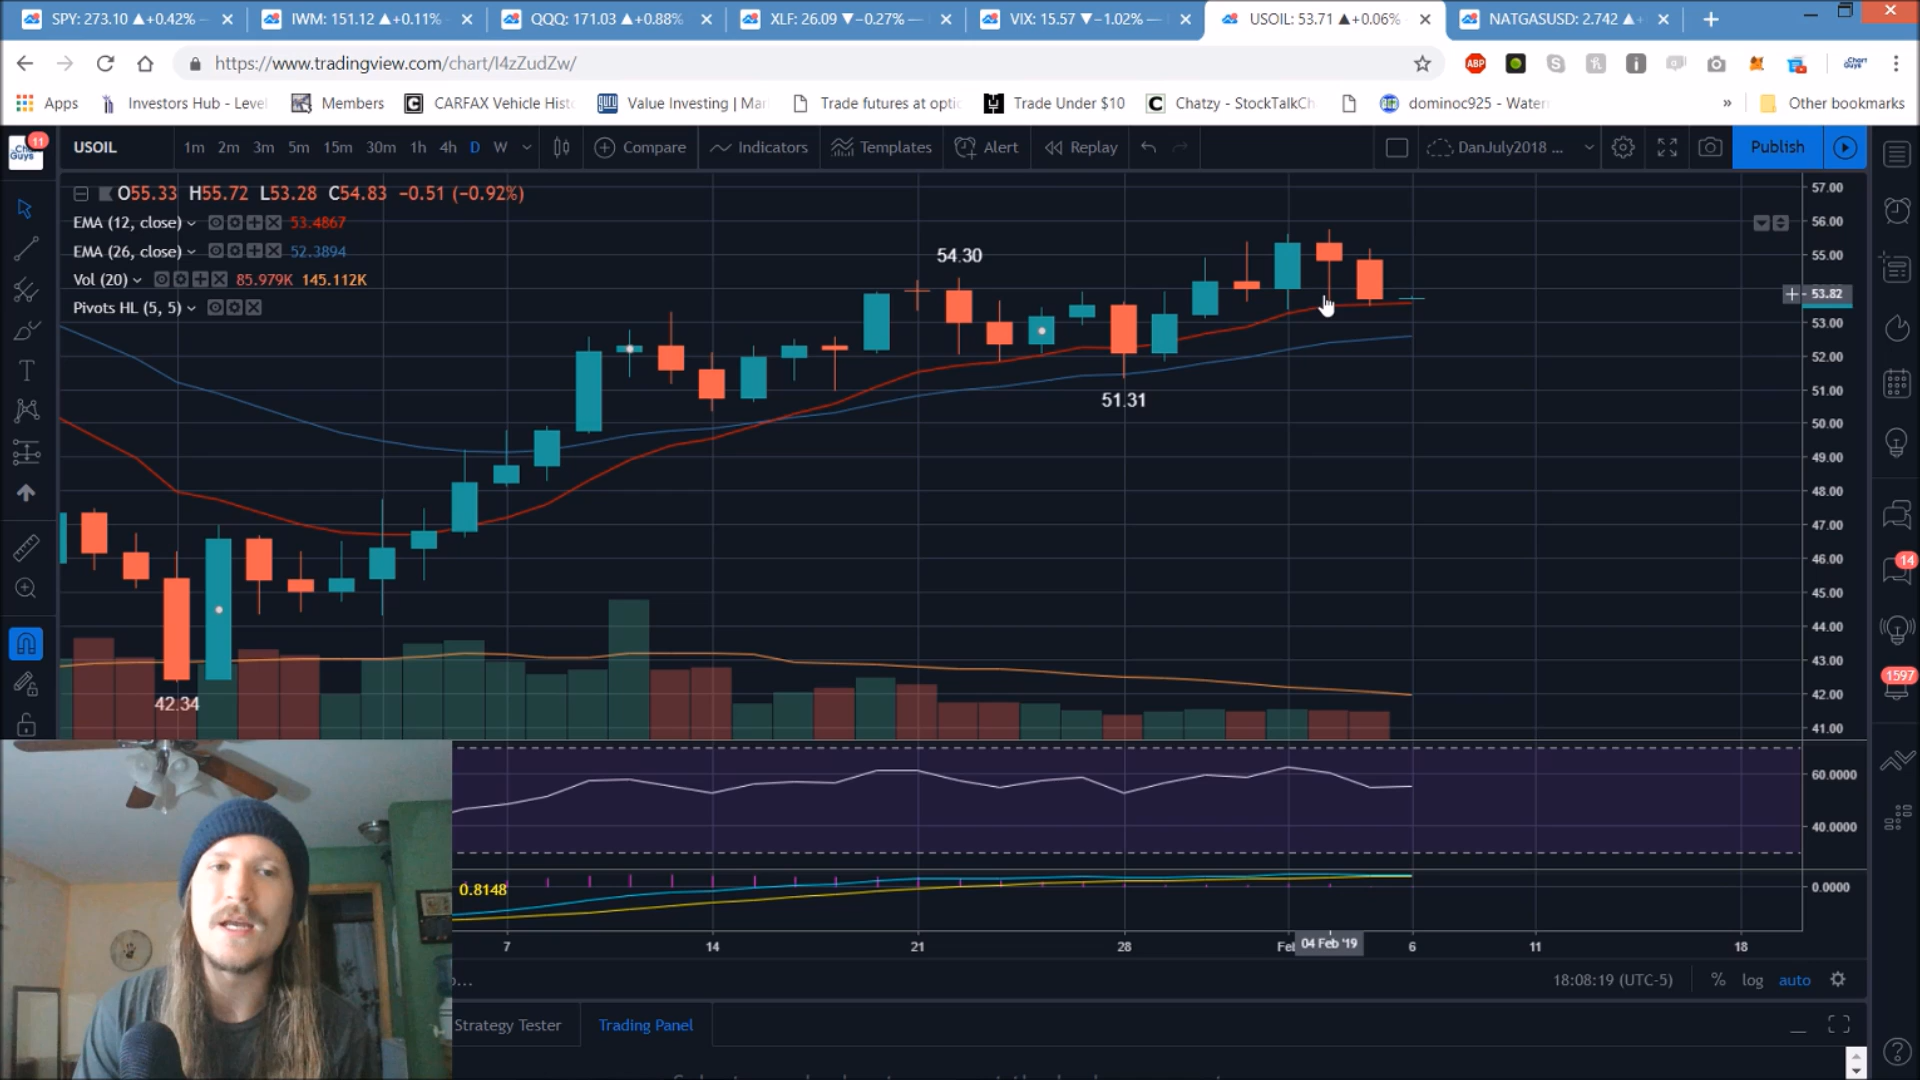 SPY: 273.10 ▲+0.42% —
IWM: 151.12 ▲+0.11%
QQQ: 171.03 ▲+0.88%
XLF: 26.09 ▼−0.27% —
VIX: 15.57 ▼−1.02% —
USOIL: 53.71 ▲+0.06%
NATGASUSD: 2.742 ▲
https://www.tradingview.com/chart/I4zZudZw/
ABP
Apps
Investors Hub - Level
Members
CARFAX Vehicle Hist
guru
Value Investing | Ma
Trade futures at optio
Trade Under $10
Chatzy - StockTalkCh
dominoc925 - Water
»
Other bookmarks
11
USOIL
1m 2m 3m 5m 15m 30m 1h 4h D W
Compare
Indicators
Templates
Alert
Replay
DanJuly2018 ...
Publish
O55.33 H55.72 L53.28 C54.83 −0.51 (−0.92%)
EMA (12, close) 53.4867
EMA (26, close) 52.3894
Vol (20) 85.979K 145.112K
Pivots HL (5, 5)
54.30
51.31
42.34
57.00
56.00
55.00
53.82
53.00
52.00
51.00
50.00
49.00
48.00
47.00
46.00
45.00
44.00
43.00
42.00
41.00
60.0000
40.0000
0.8148
0.0000
14
1597
7 14 21 28 Fe 04 Feb '19 6 11 18
...
18:08:19 (UTC-5)
% log auto
Strategy Tester
Trading Panel